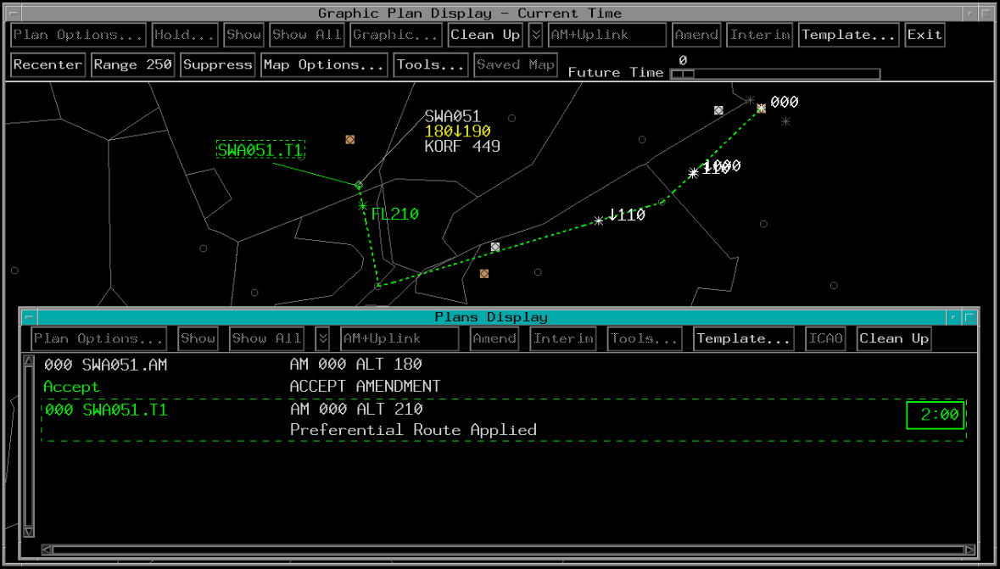 Graphic Plan Display - Current Time
Plan Options... Hold... Show Show All Graphic... Clean Up AM+Uplink Amend Interim Template... Exit
Recenter Range 250 Suppress Map Options... Tools... Saved Map Future Time 0
000
SWA051
180↓190
KORF 449
SWA051.T1
FL210
↓110
Plans Display
Plan Options... Show Show All AM+Uplink Amend Interim Tools... Template... ICAO Clean Up
000 SWA051.AM AM 000 ALT 180
Accept ACCEPT AMENDMENT
000 SWA051.T1 AM 000 ALT 210 2:00
Preferential Route Applied